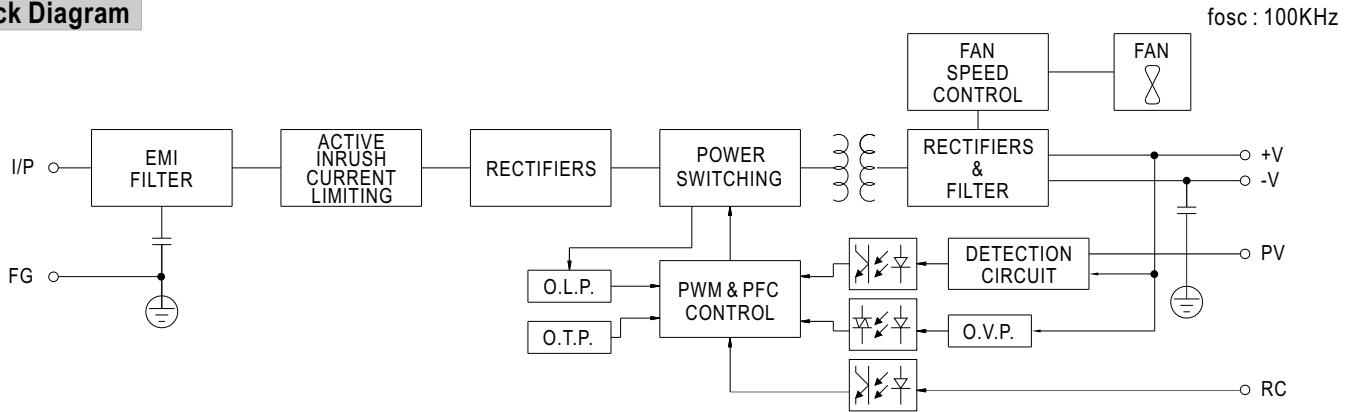 ck Diagram
fosc : 100KHz
FAN
SPEED
CONTROL
FAN
I/P
EMI
FILTER
ACTIVE
INRUSH
CURRENT
LIMITING
RECTIFIERS
POWER
SWITCHING
RECTIFIERS
&
FILTER
+V
-V
FG
O.L.P.
O.T.P.
PWM & PFC
CONTROL
DETECTION
CIRCUIT
PV
O.V.P.
RC